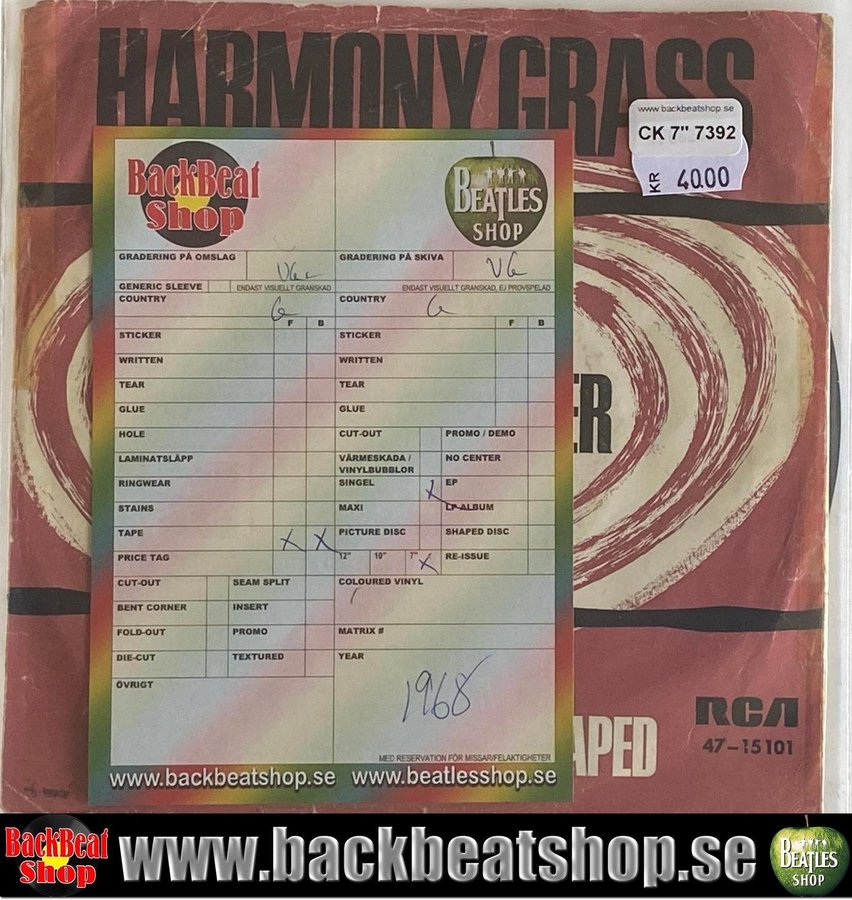 HARMONY GRASS
www.backbeatshop.se
CK 7" 7392
KR 40.00
BackBeat
Shop
BEATLES
SHOP
GRADERING PÅ OMSLAG
GRADERING PÅ SKIVA
VG-
VG
GENERIC SLEEVE
ENDAST VISUELLT GRANSKAD
ENDAST VISUELLT GRANSKAD, EJ PROVSPELAD
COUNTRY G
COUNTRY G
F B
F B
STICKER
STICKER
WRITTEN
WRITTEN
TEAR
TEAR
GLUE
GLUE
HOLE
CUT-OUT
PROMO / DEMO
LAMINATSLÄPP
VÄRMESKADA /
VINYLBUBBLOR
NO CENTER
RINGWEAR
SINGEL X
EP
STAINS
MAXI
LP-ALBUM
TAPE X X
PICTURE DISC
SHAPED DISC
PRICE TAG
12" 10" 7" X
RE-ISSUE
CUT-OUT
SEAM SPLIT
COLOURED VINYL
BENT CORNER
INSERT
FOLD-OUT
PROMO
MATRIX #
DIE-CUT
TEXTURED
YEAR
ÖVRIGT
1968
MED RESERVATION FÖR MISSAR/FELAKTIGHETER
www.backbeatshop.se www.beatlesshop.se
ER
APED
RCA
47-15101
BackBeat
Shop
www.backbeatshop.se
BEATLES
SHOP